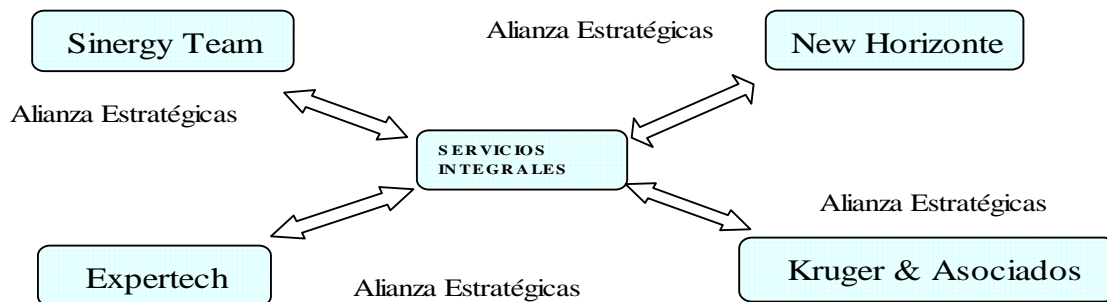 Sinergy Team
Alianza Estratégicas
New Horizonte
Alianza Estratégicas
SERVICIOS
INTEGRALES
Alianza Estratégicas
Expertech
Alianza Estratégicas
Kruger & Asociados